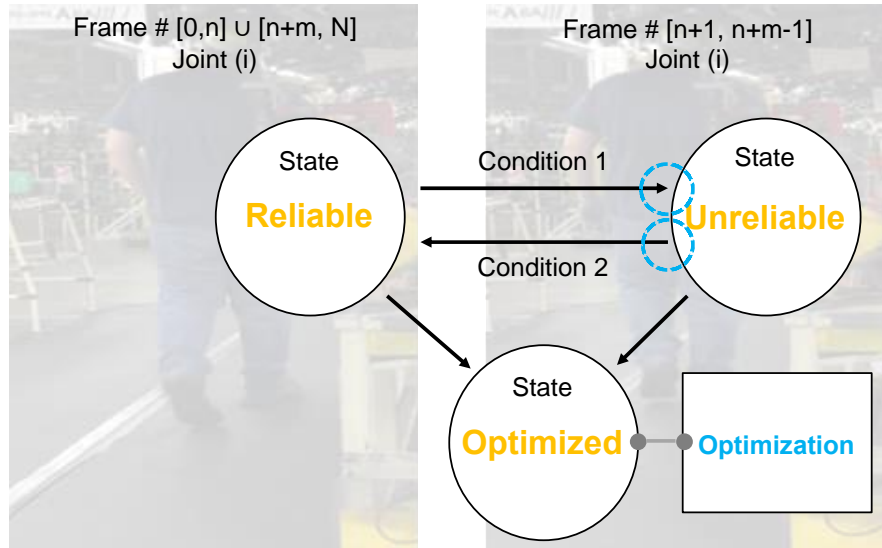 Frame # [0,n] ∪ [n+m, N]
Joint (i)
Frame # [n+1, n+m-1]
Joint (i)
State
Reliable
Condition 1
Condition 2
State
Unreliable
State
Optimized
Optimization